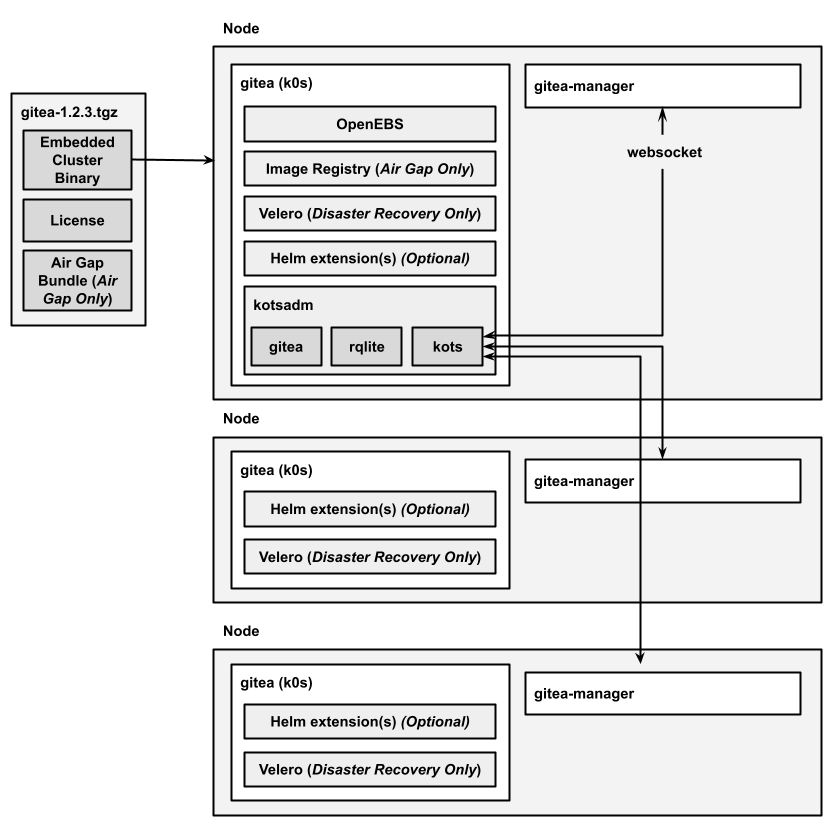 Node
gitea-1.2.3.tgz
Embedded
Cluster
Binary
License
Air Gap
Bundle (Air
Gap Only)
gitea (k0s)
OpenEBS
Image Registry (Air Gap Only)
Velero (Disaster Recovery Only)
Helm extension(s) (Optional)
kotsadm
gitea
rqlite
kots
gitea-manager
websocket
Node
gitea (k0s)
Helm extension(s) (Optional)
Velero (Disaster Recovery Only)
gitea-manager
Node
gitea (k0s)
Helm extension(s) (Optional)
Velero (Disaster Recovery Only)
gitea-manager